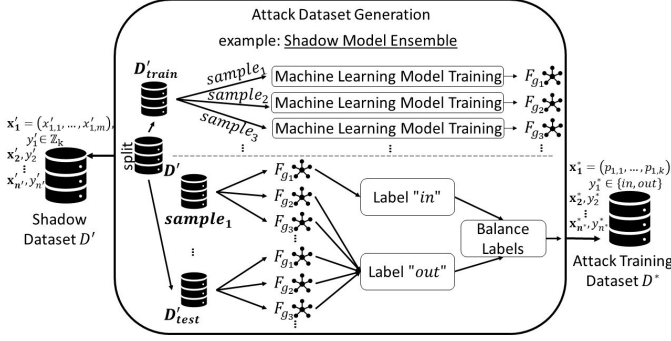 Attack Dataset Generation
example: Shadow Model Ensemble
D'train
sample1
sample2
sample3
Machine Learning Model Training
Machine Learning Model Training
Machine Learning Model Training
Fg1
Fg2
Fg3
...
...
...
x'1 = (x'1,1, ..., x'1,m),
y'1 ∈ Zk
x'2, y'2
⋮
x'n', y'n'
Shadow
Dataset D'
split
D'
sample1
...
D'test
Fg1
Fg2
Fg3
...
Fg1
Fg2
Fg3
...
Label "in"
Label "out"
Balance
Labels
x*1 = (p1,1, ..., p1,k)
y*1 ∈ {in, out}
x*2, y*2
⋮
x*n*, y*n*
Attack Training
Dataset D*